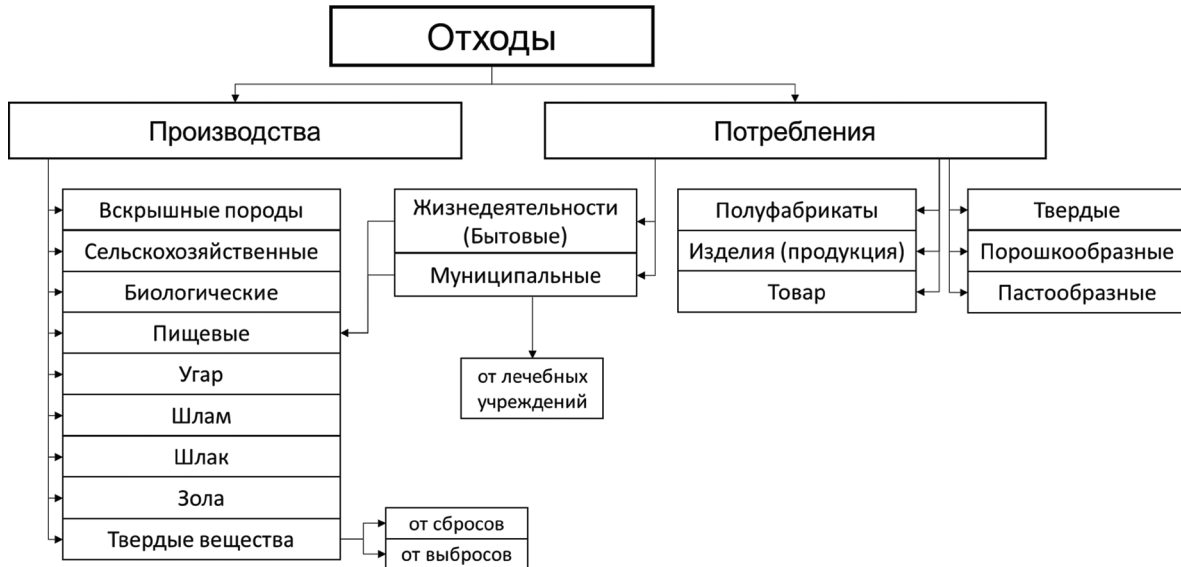 Отходы
Производства
Потребления
Вскрышные породы
Сельскохозяйственные
Биологические
Пищевые
Угар
Шлам
Шлак
Зола
Твердые вещества
от сбросов
от выбросов
Жизнедеятельности
(Бытовые)
Муниципальные
от лечебных
учреждений
Полуфабрикаты
Изделия (продукция)
Товар
Твердые
Порошкообразные
Пастообразные